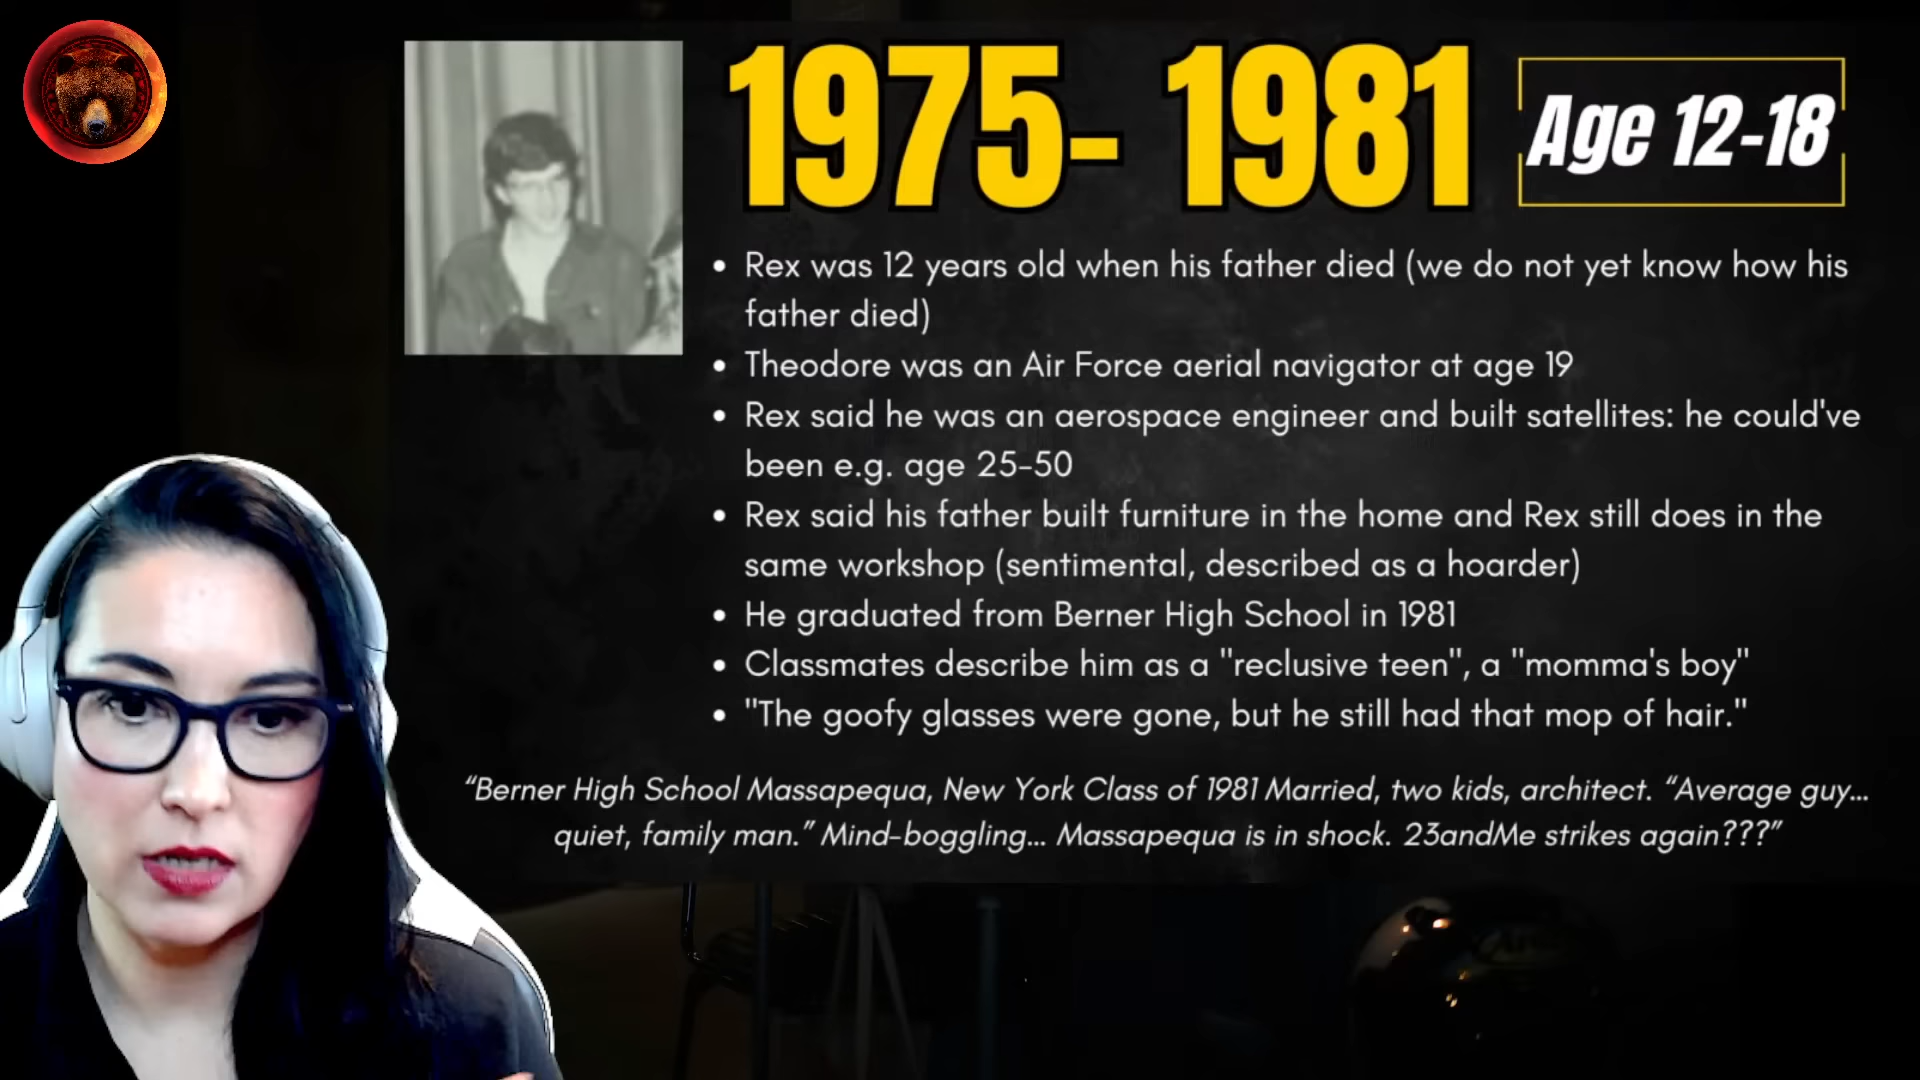 1975- 1981
Age 12-18
• Rex was 12 years old when his father died (we do not yet know how his
father died)
• Theodore was an Air Force aerial navigator at age 19
• Rex said he was an aerospace engineer and built satellites: he could've
been e.g. age 25-50
• Rex said his father built furniture in the home and Rex still does in the
same workshop (sentimental, described as a hoarder)
• He graduated from Berner High School in 1981
• Classmates describe him as a "reclusive teen", a "momma's boy"
• "The goofy glasses were gone, but he still had that mop of hair."
“Berner High School Massapequa, New York Class of 1981 Married, two kids, architect. “Average guy...
quiet, family man.” Mind-boggling... Massapequa is in shock. 23andMe strikes again???”